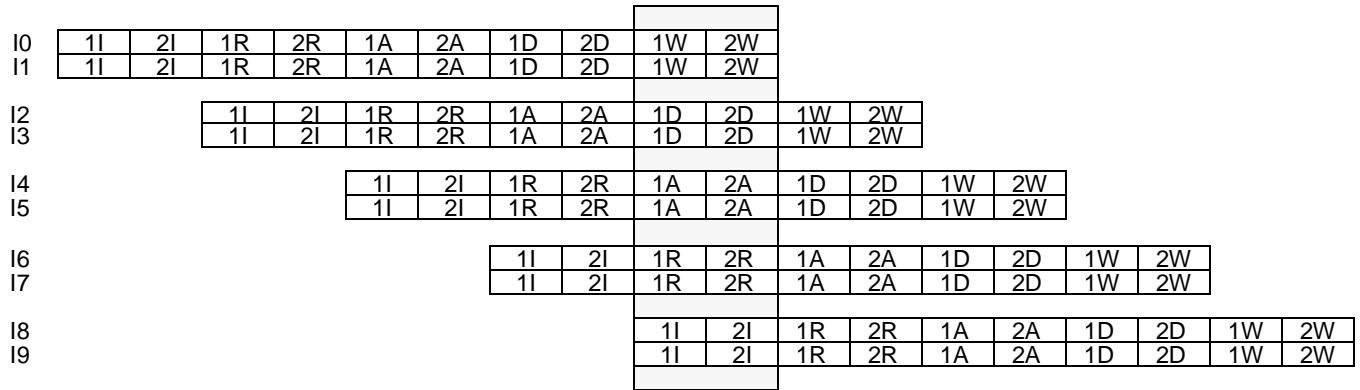 I0 1I 2I 1R 2R 1A 2A 1D 2D 1W 2W
I1 1I 2I 1R 2R 1A 2A 1D 2D 1W 2W
I2 1I 2I 1R 2R 1A 2A 1D 2D 1W 2W
I3 1I 2I 1R 2R 1A 2A 1D 2D 1W 2W
I4 1I 2I 1R 2R 1A 2A 1D 2D 1W 2W
I5 1I 2I 1R 2R 1A 2A 1D 2D 1W 2W
I6 1I 2I 1R 2R 1A 2A 1D 2D 1W 2W
I7 1I 2I 1R 2R 1A 2A 1D 2D 1W 2W
I8 1I 2I 1R 2R 1A 2A 1D 2D 1W 2W
I9 1I 2I 1R 2R 1A 2A 1D 2D 1W 2W